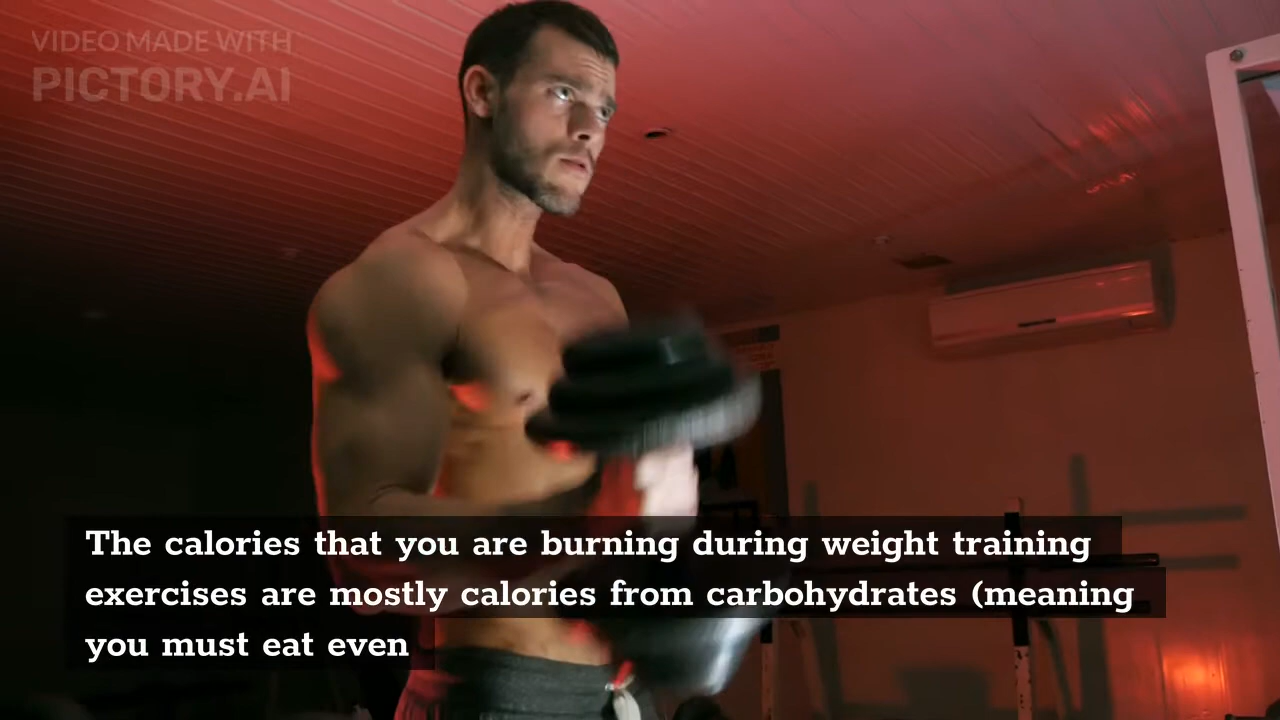 VIDEO MADE WITH
PICTORY.AI
The calories that you are burning during weight training
exercises are mostly calories from carbohydrates (meaning
you must eat even